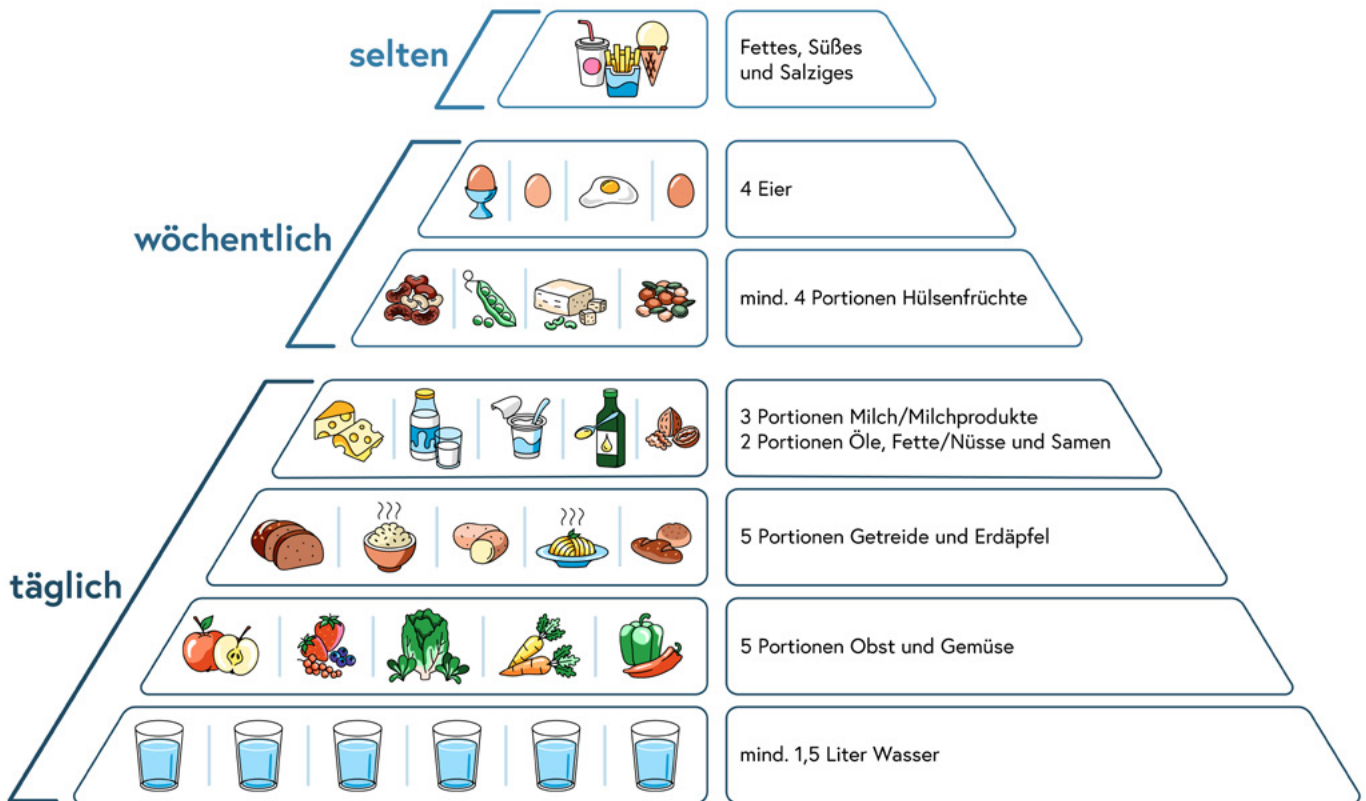 selten
Fettes, Süßes
und Salziges
wöchentlich
4 Eier
mind. 4 Portionen Hülsenfrüchte
täglich
3 Portionen Milch/Milchprodukte
2 Portionen Öle, Fette/Nüsse und Samen
5 Portionen Getreide und Erdäpfel
5 Portionen Obst und Gemüse
mind. 1,5 Liter Wasser